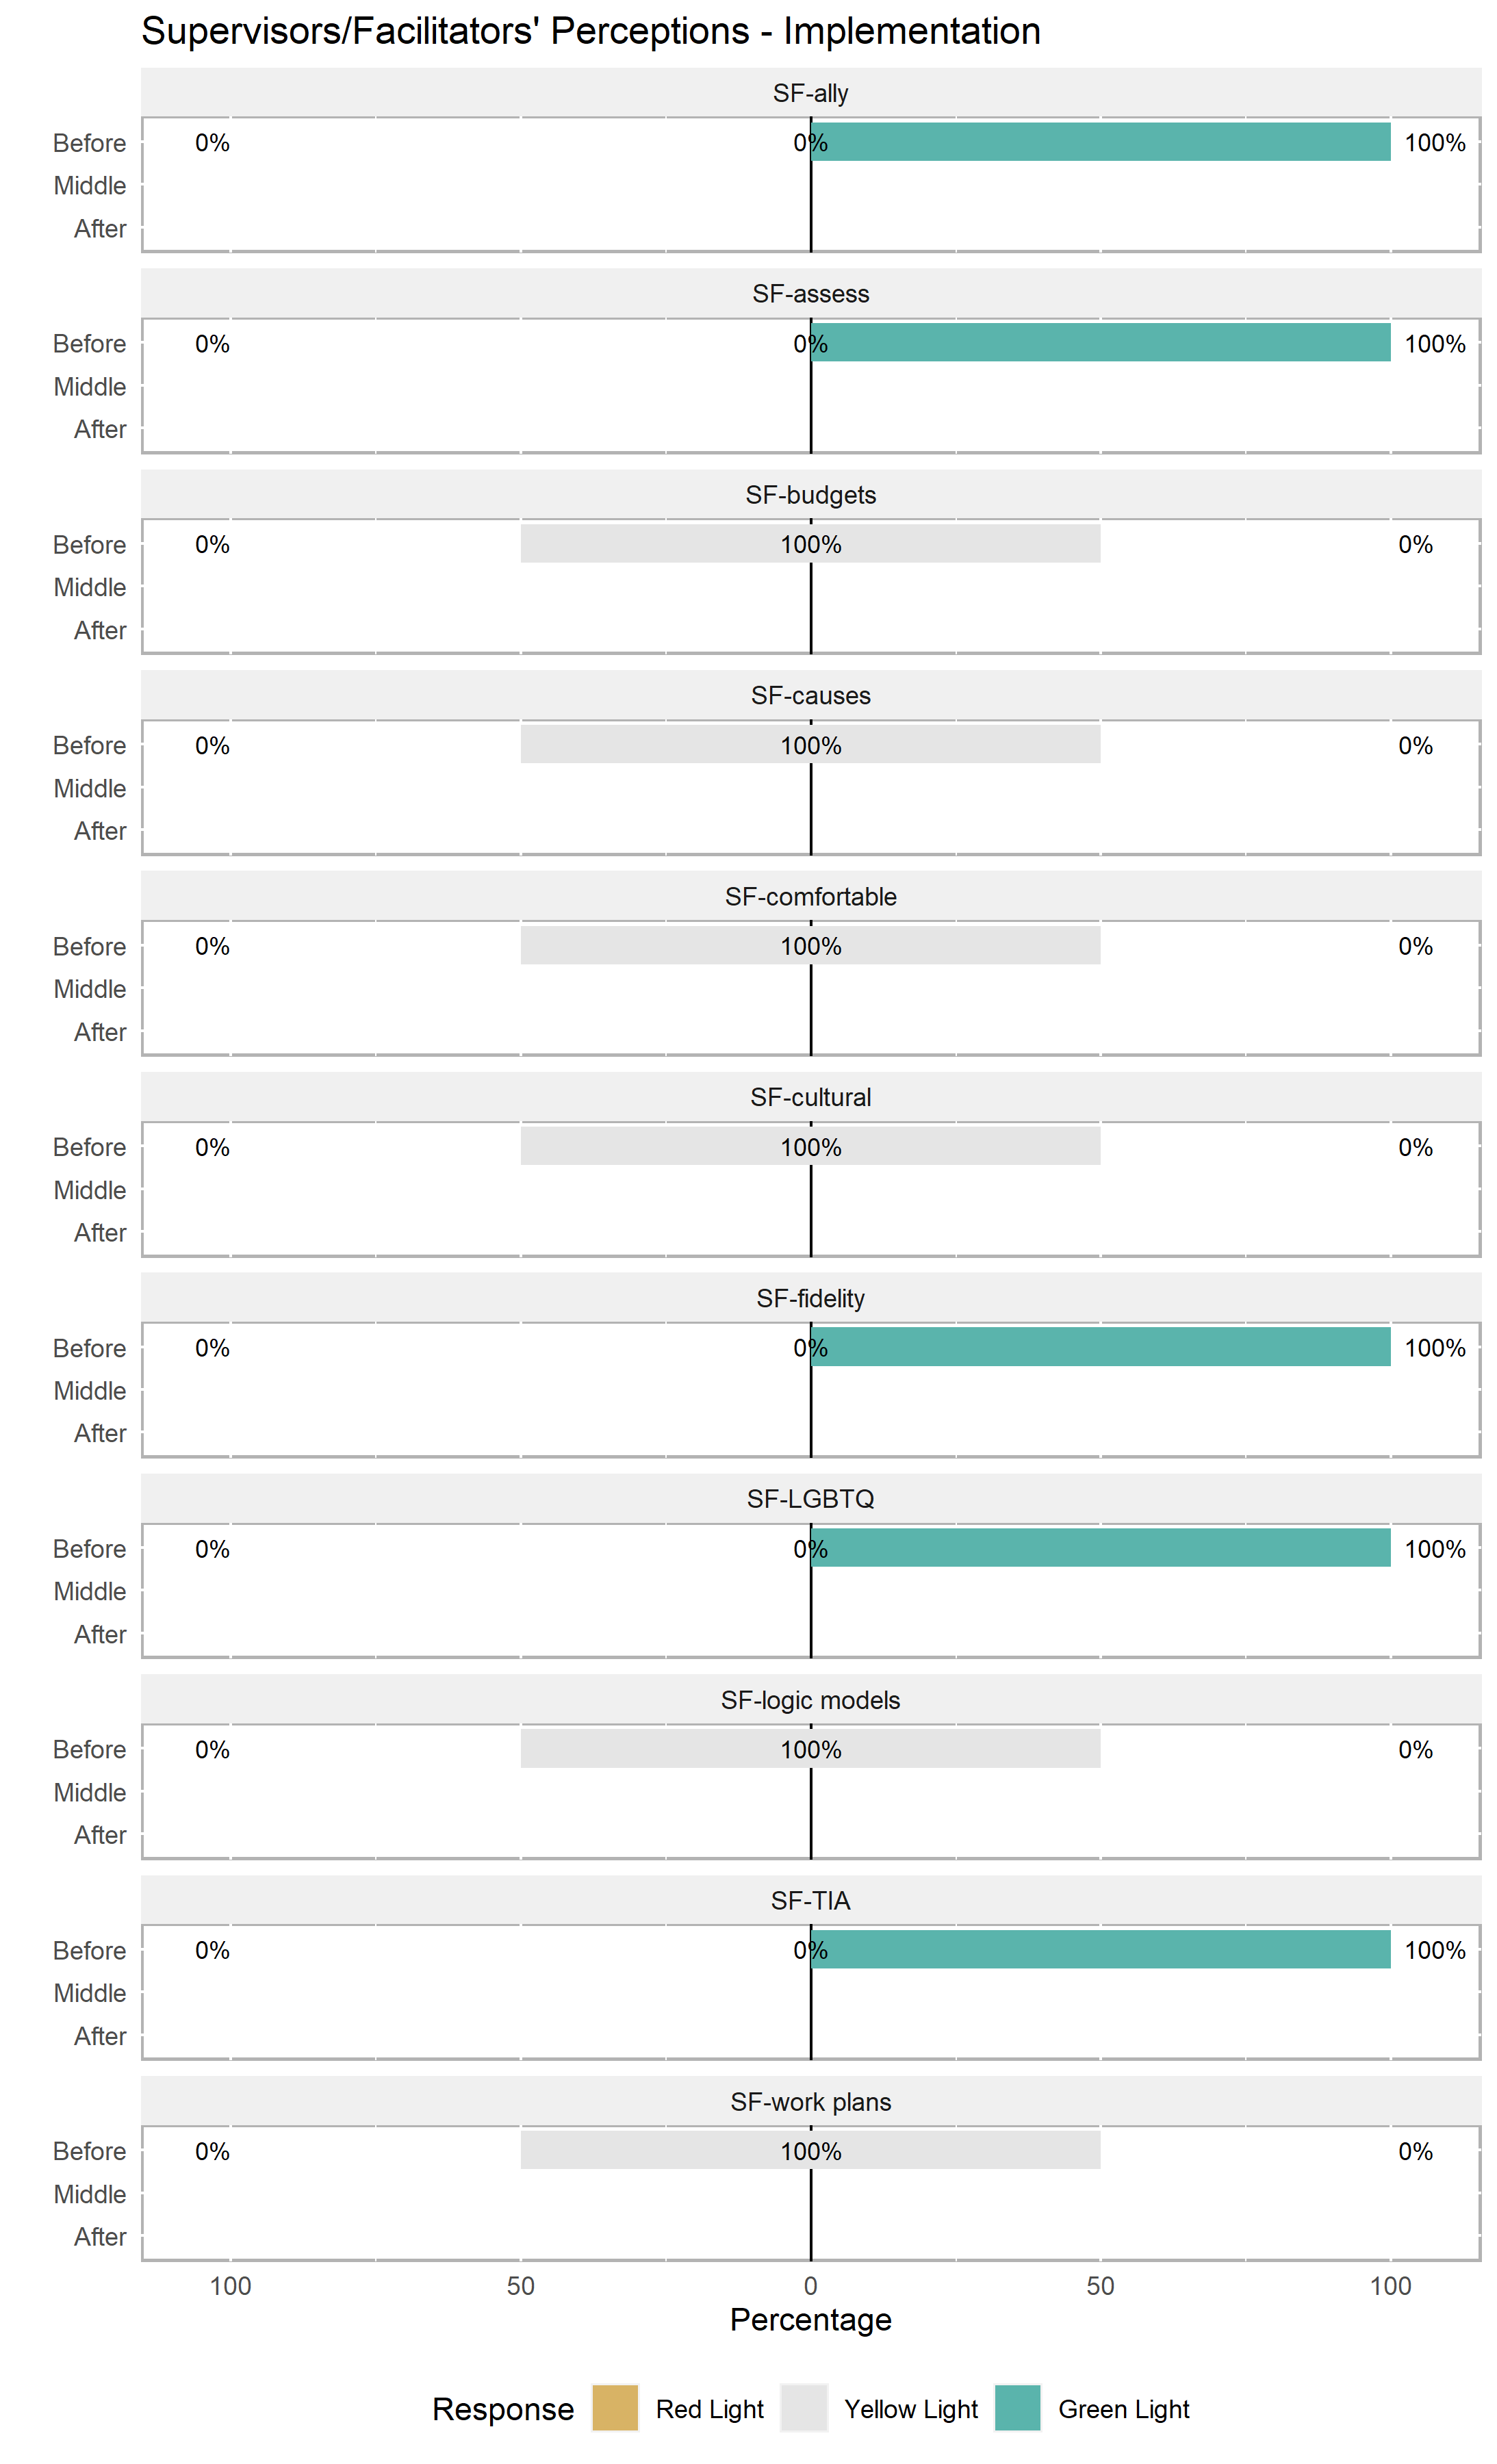 Supervisors/Facilitators' Perceptions - Implementation
SF-ally
Before 0% 0% 100%
Middle
After
SF-assess
Before 0% 0% 100%
Middle
After
SF-budgets
Before 0% 100% 0%
Middle
After
SF-causes
Before 0% 100% 0%
Middle
After
SF-comfortable
Before 0% 100% 0%
Middle
After
SF-cultural
Before 0% 100% 0%
Middle
After
SF-fidelity
Before 0% 0% 100%
Middle
After
SF-LGBTQ
Before 0% 0% 100%
Middle
After
SF-logic models
Before 0% 100% 0%
Middle
After
SF-TIA
Before 0% 0% 100%
Middle
After
SF-work plans
Before 0% 100% 0%
Middle
After
100 50 0 50 100
Percentage
Response Red Light Yellow Light Green Light